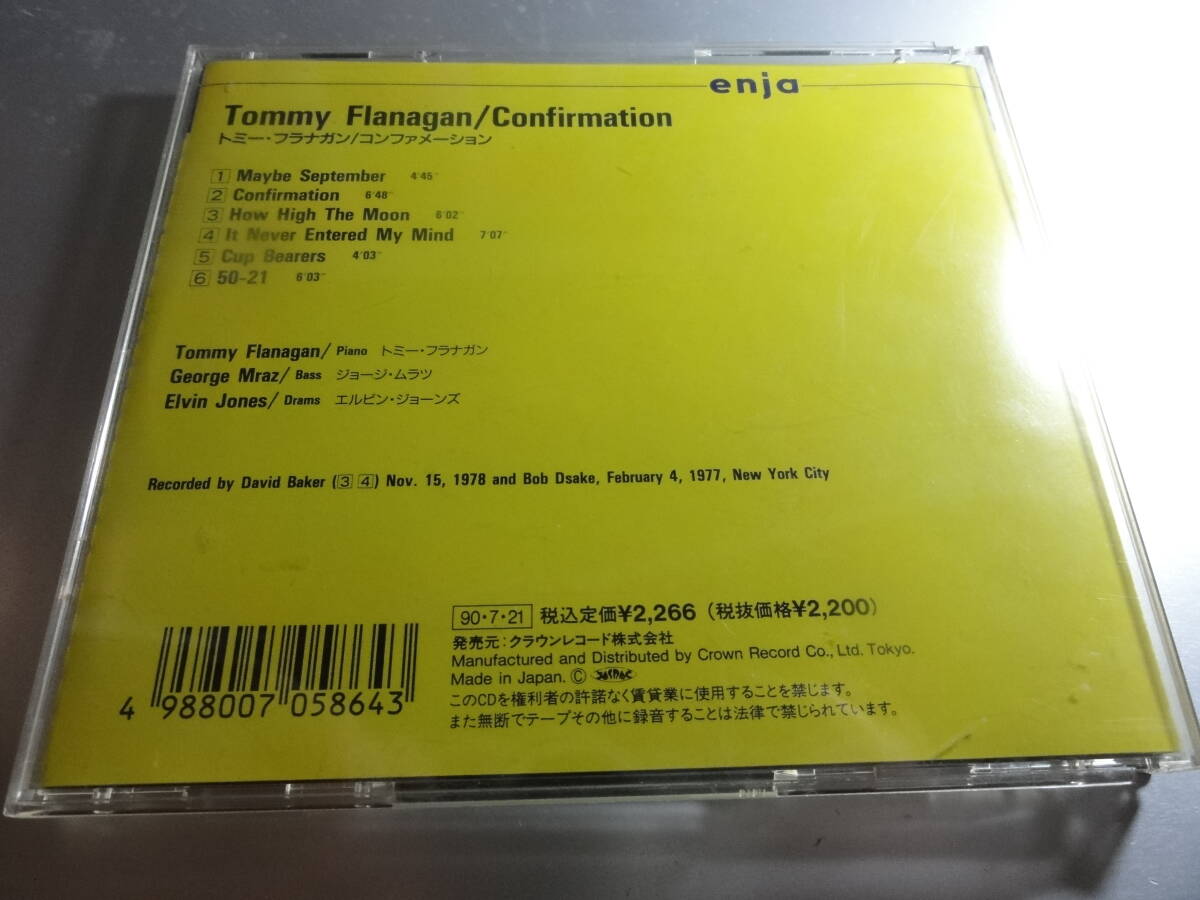 enja
Tommy Flanagan/Confirmation
トミー・フラナガン/コンファメーション
1 Maybe September 4'45"
2 Confirmation 6'48"
3 How High The Moon 6'02"
4 It Never Entered My Mind 7'07"
5 Cup Bearers 4'03"
6 50-21 6'03"
Tommy Flanagan/ Piano トミー・フラナガン
George Mraz/ Bass ジョージ・ムラツ
Elvin Jones/ Drams エルビン・ジョーンズ
Recorded by David Baker (3 4) Nov. 15, 1978 and Bob Dsake, February 4, 1977, New York City
90・7・21 税込定価¥2,266（税抜価格¥2,200）
発売元：クラウンレコード株式会社
Manufactured and Distributed by Crown Record Co., Ltd. Tokyo.
Made in Japan. Ⓒ JASRAC
このCDを権利者の許諾なく賃貸業に使用することを禁じます。
また無断でテープその他に録音することは法律で禁じられています。
4 988007 058643